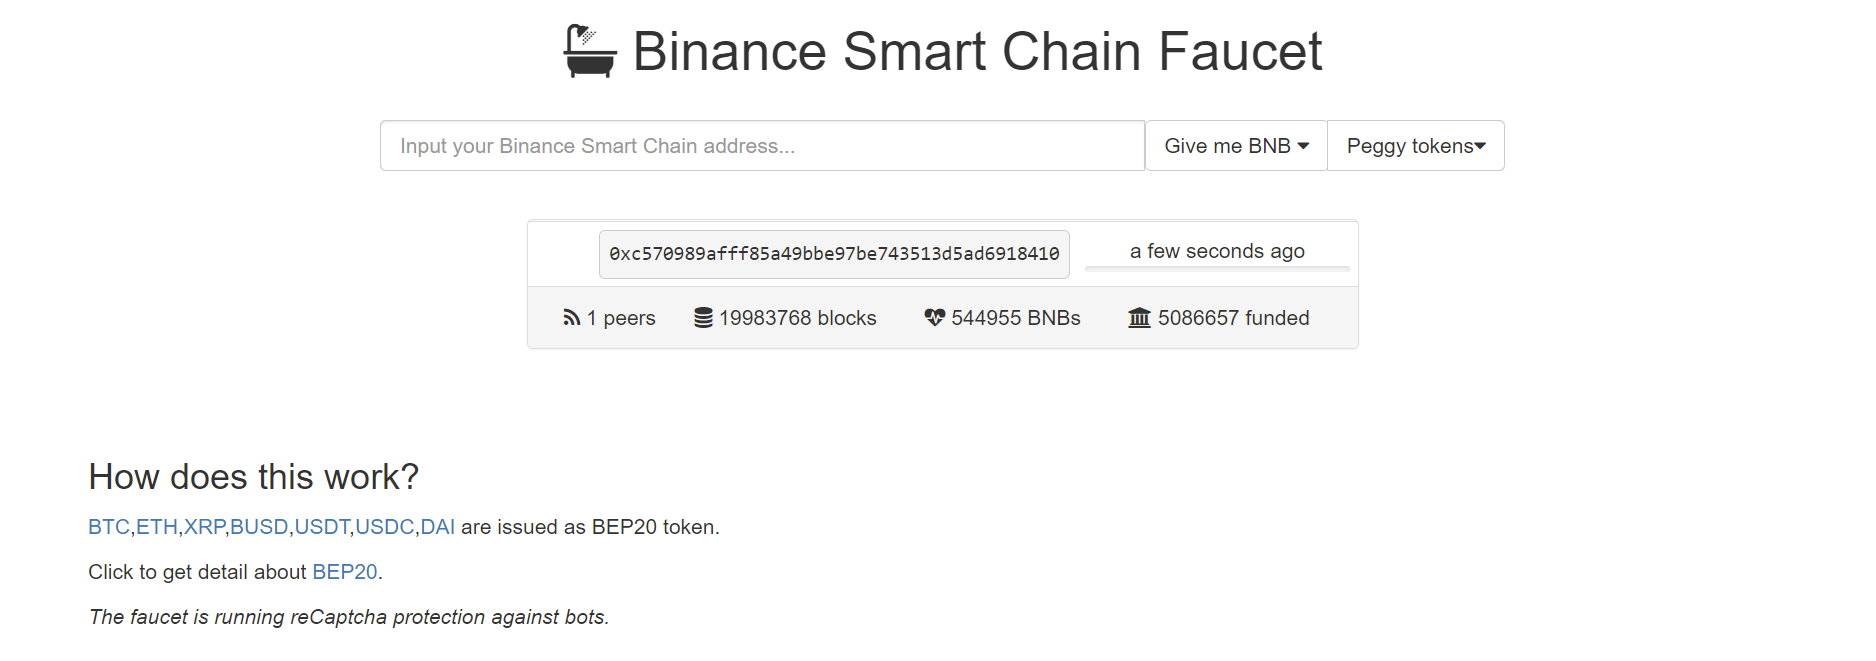 Binance Smart Chain Faucet
Input your Binance Smart Chain address...
Give me BNB
Peggy tokens
0xc570989afff85a49bbe97be743513d5ad6918410
a few seconds ago
1 peers
19983768 blocks
544955 BNBs
5086657 funded
How does this work?
BTC,ETH,XRP,BUSD,USDT,USDC,DAI are issued as BEP20 token.
Click to get detail about BEP20.
The faucet is running reCaptcha protection against bots.